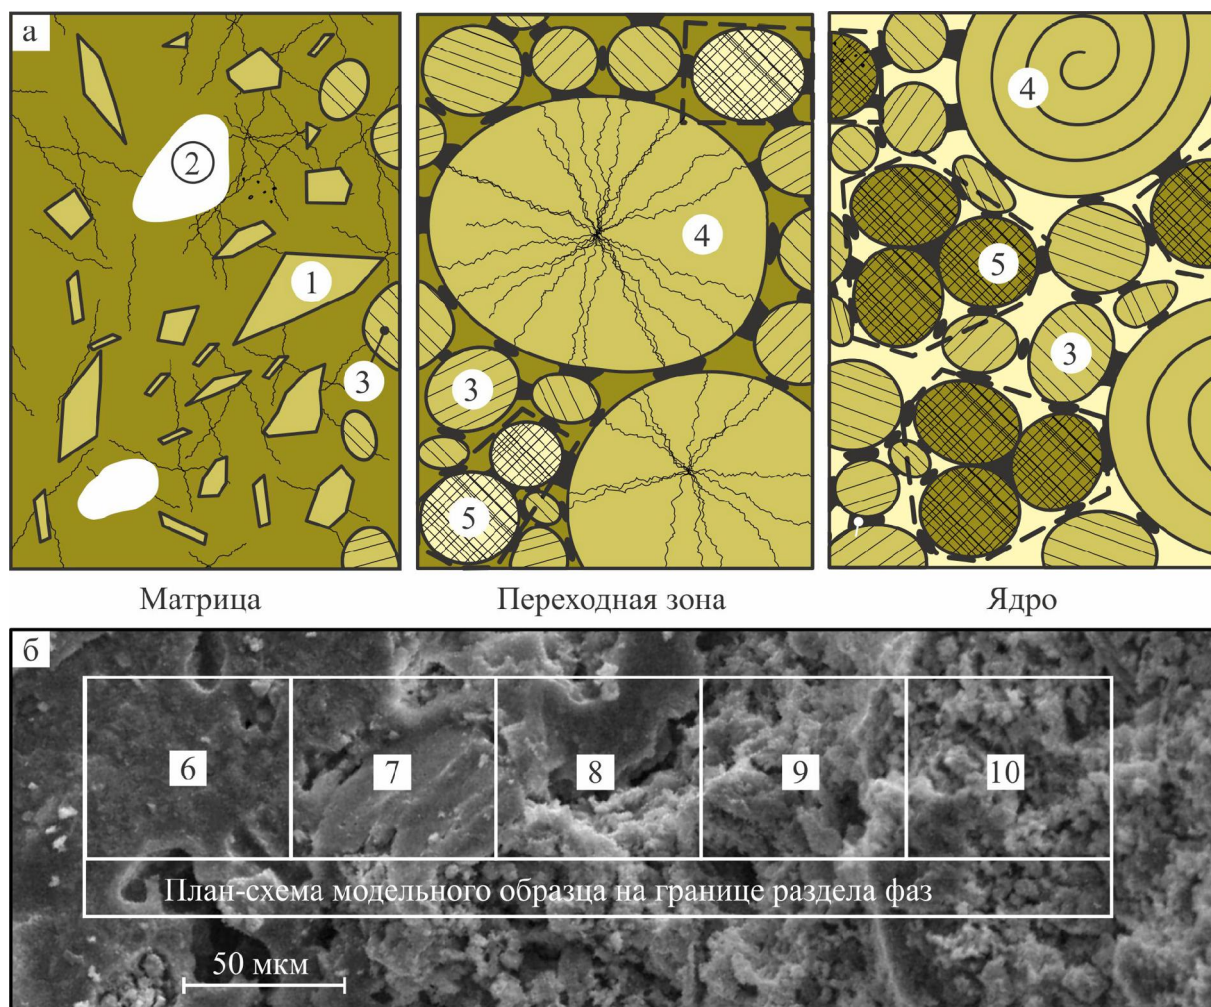 а
2
1
3
4
3
5
4
5
3
Матрица
Переходная зона
Ядро
б
6
7
8
9
10
План-схема модельного образца на границе раздела фаз
50 мкм